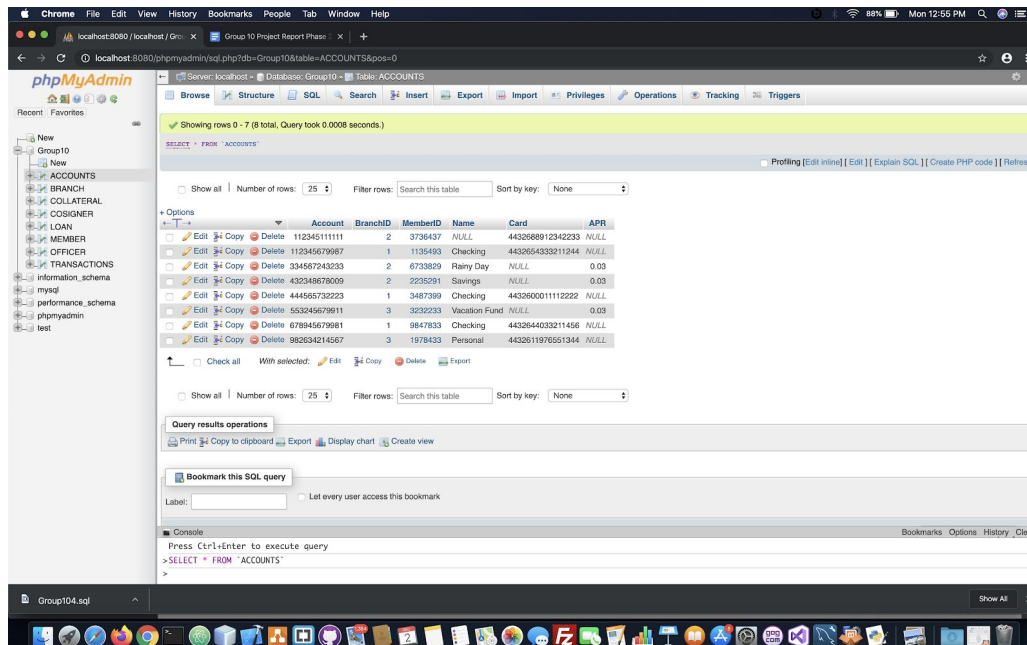 Chrome File Edit View History Bookmarks People Tab Window Help 88% Mon 12:55 PM
localhost:8080 / localhost / Grou Group 10 Project Report Phase
localhost:8080/phpmyadmin/sql.php?db=Group10&table=ACCOUNTS&pos=0
phpMyAdmin
Recent Favorites
New
Group10
New
ACCOUNTS
BRANCH
COLLATERAL
COSIGNER
LOAN
MEMBER
OFFICER
TRANSACTIONS
information_schema
mysql
performance_schema
phpmyadmin
test
Server: localhost » Database: Group10 » Table: ACCOUNTS
Browse Structure SQL Search Insert Export Import Privileges Operations Tracking Triggers
Showing rows 0 - 7 (8 total, Query took 0.0008 seconds.)
SELECT * FROM `ACCOUNTS`
Profiling [Edit inline] [ Edit ] [ Explain SQL ] [ Create PHP code ] [ Refres
Show all Number of rows: 25 Filter rows: Search this table Sort by key: None
+ Options
Account BranchID MemberID Name Card APR
Edit Copy Delete 112345111111 2 3736437 NULL 4432688912342233 NULL
Edit Copy Delete 112345679987 1 1135493 Checking 4432654333211244 NULL
Edit Copy Delete 334567243233 2 6733829 Rainy Day NULL 0.03
Edit Copy Delete 432348678009 2 2235291 Savings NULL 0.03
Edit Copy Delete 444565732223 1 3487399 Checking 4432600011112222 NULL
Edit Copy Delete 553245679911 3 3232233 Vacation Fund NULL 0.03
Edit Copy Delete 678945679981 1 9847833 Checking 4432644033211456 NULL
Edit Copy Delete 982634214567 3 1978433 Personal 4432611976551344 NULL
Check all With selected: Edit Copy Delete Export
Show all Number of rows: 25 Filter rows: Search this table Sort by key: None
Query results operations
Print Copy to clipboard Export Display chart Create view
Bookmark this SQL query
Label: Let every user access this bookmark
Console Bookmarks Options History Cle
Press Ctrl+Enter to execute query
>SELECT * FROM `ACCOUNTS`
>
Group104.sql Show All